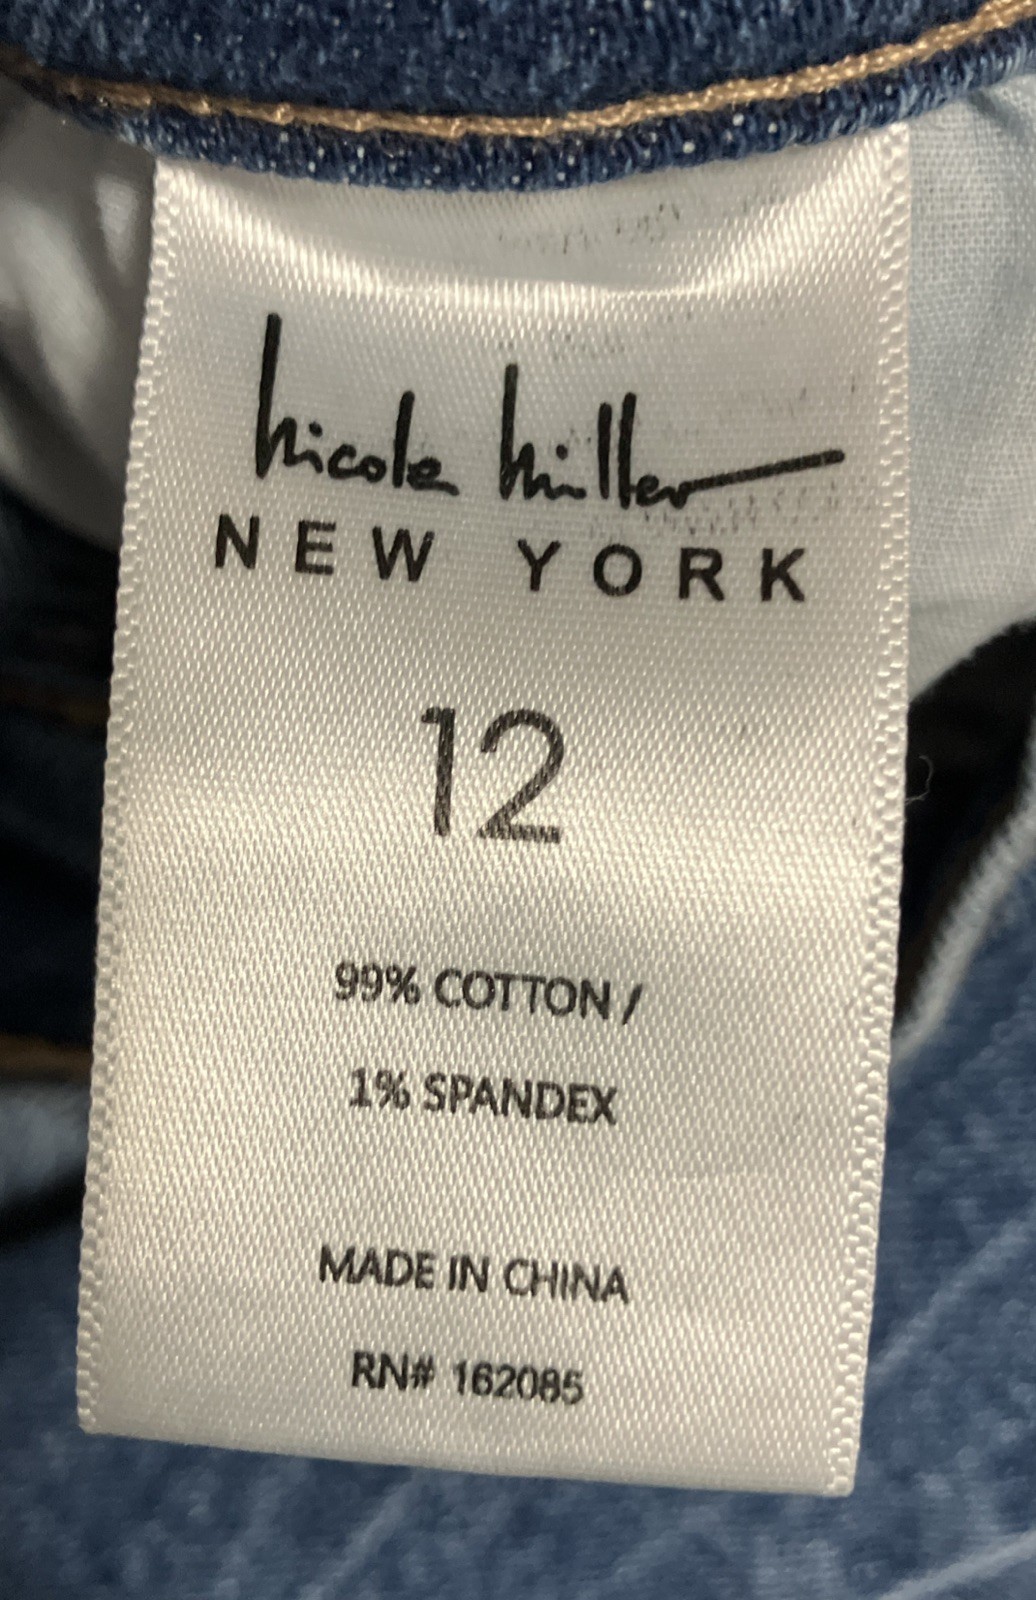 nicole miller
NEW YORK
12
99% COTTON /
1% SPANDEX
MADE IN CHINA
RN# 162085